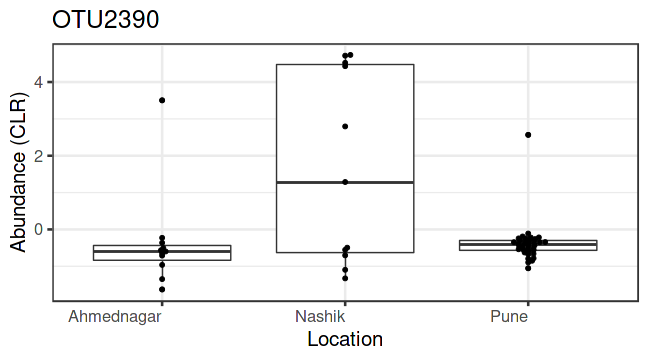 OTU2390
Abundance (CLR)
4
2
0
Ahmednagar
Nashik
Pune
Location